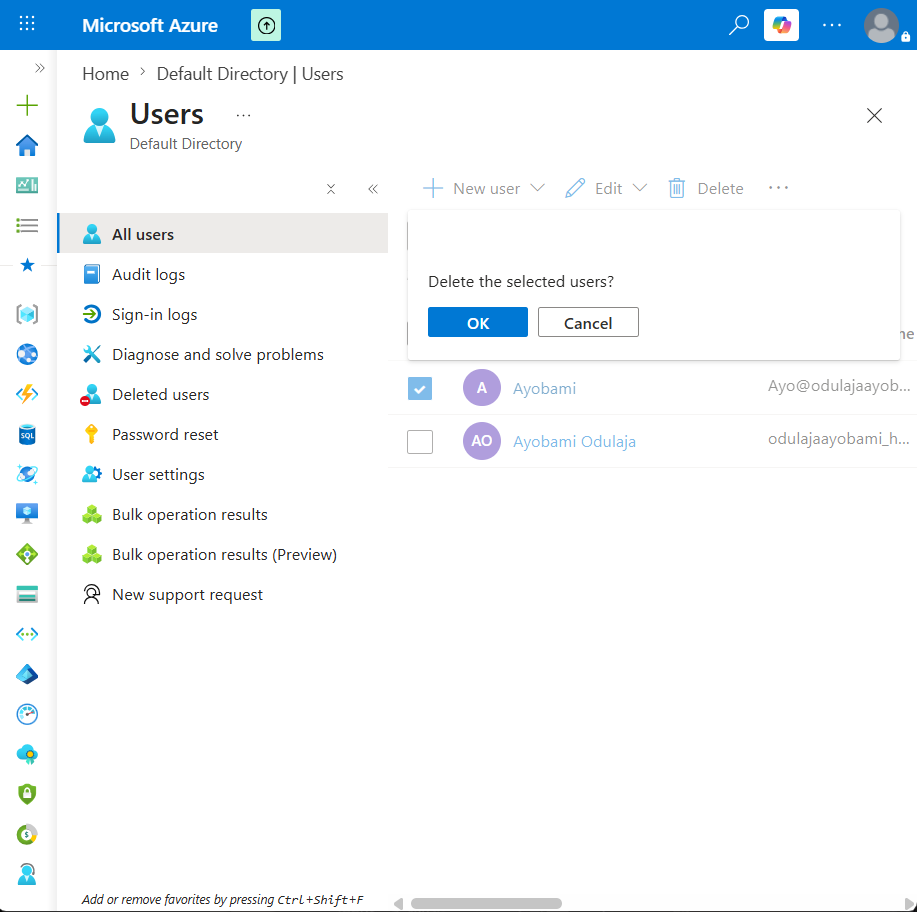 Microsoft Azure
Home > Default Directory | Users
Users ...
Default Directory
New user Edit Delete ...
All users
Audit logs
Sign-in logs
Diagnose and solve problems
Deleted users
Password reset
User settings
Bulk operation results
Bulk operation results (Preview)
New support request
Delete the selected users?
OK Cancel
A Ayobami Ayo@odulajaayob...
AO Ayobami Odulaja odulajaayobami_h...
SQL
Add or remove favorites by pressing Ctrl+Shift+F